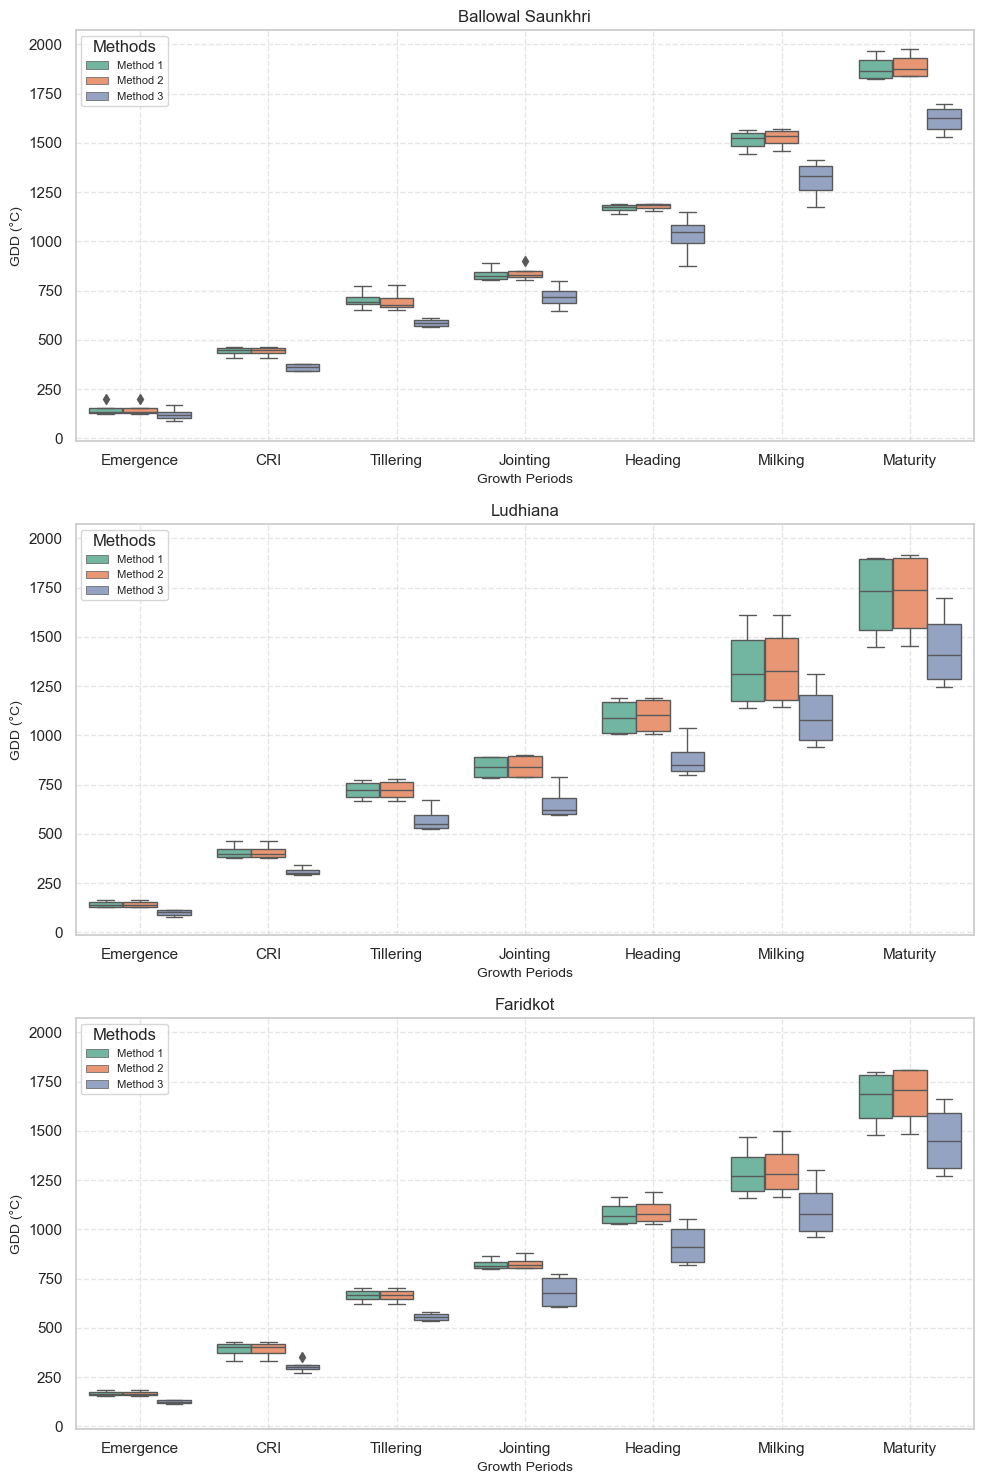 Ballowal Saunkhri
Methods
Method 1
Method 2
Method 3
2000
1750
1500
1250
1000
750
500
250
0
GDD (°C)
Emergence CRI Tillering Jointing Heading Milking Maturity
Growth Periods
Ludhiana
Methods
Method 1
Method 2
Method 3
2000
1750
1500
1250
1000
750
500
250
0
GDD (°C)
Emergence CRI Tillering Jointing Heading Milking Maturity
Growth Periods
Faridkot
Methods
Method 1
Method 2
Method 3
2000
1750
1500
1250
1000
750
500
250
0
GDD (°C)
Emergence CRI Tillering Jointing Heading Milking Maturity
Growth Periods